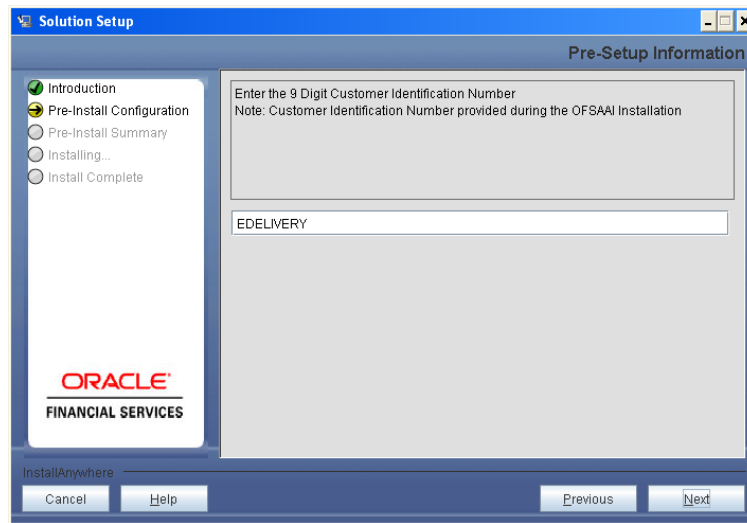 Solution Setup
Pre-Setup Information
Introduction
Pre-Install Configuration
Pre-Install Summary
Installing...
Install Complete
ORACLE
FINANCIAL SERVICES
Enter the 9 Digit Customer Identification Number
Note: Customer Identification Number provided during the OFSAAI Installation
EDELIVERY
InstallAnywhere
Cancel
Help
Previous
Next